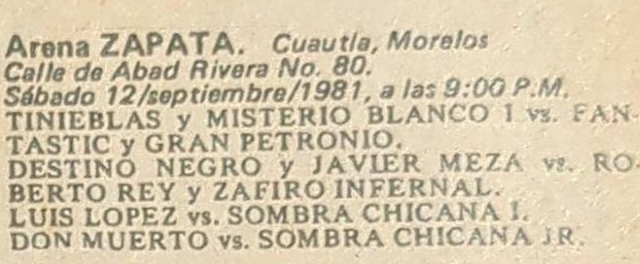 Arena ZAPATA. Cuautla, Morelos
Calle de Abad Rivera No. 80.
Sábado 12/septiembre/1981, a las 9:00 P.M.
TINIEBLAS y MISTERIO BLANCO I vs. FAN-
TASTIC y GRAN PETRONIO.
DESTINO NEGRO y JAVIER MEZA vs. RO-
BERTO REY y ZAFIRO INFERNAL.
LUIS LOPEZ vs. SOMBRA CHICANA I.
DON MUERTO vs. SOMBRA CHICANA JR.